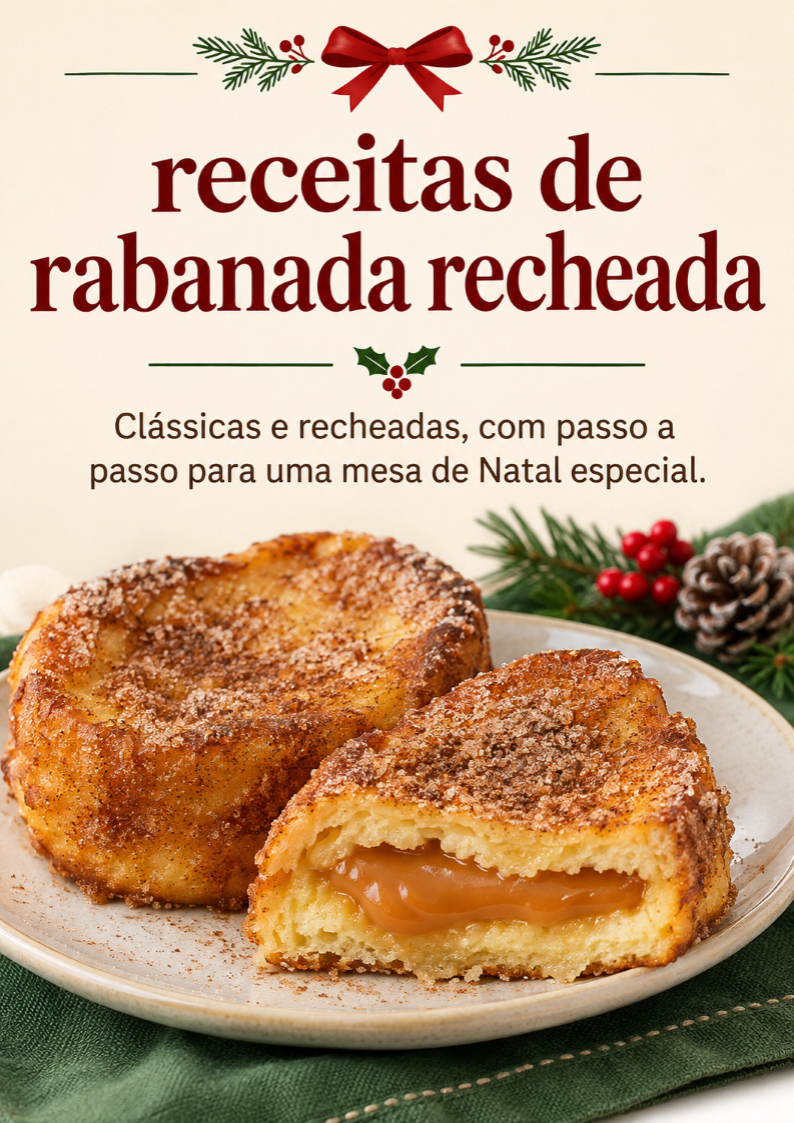 receitas de
rabanada recheada
Clássicas e recheadas, com passo a
passo para uma mesa de Natal especial.